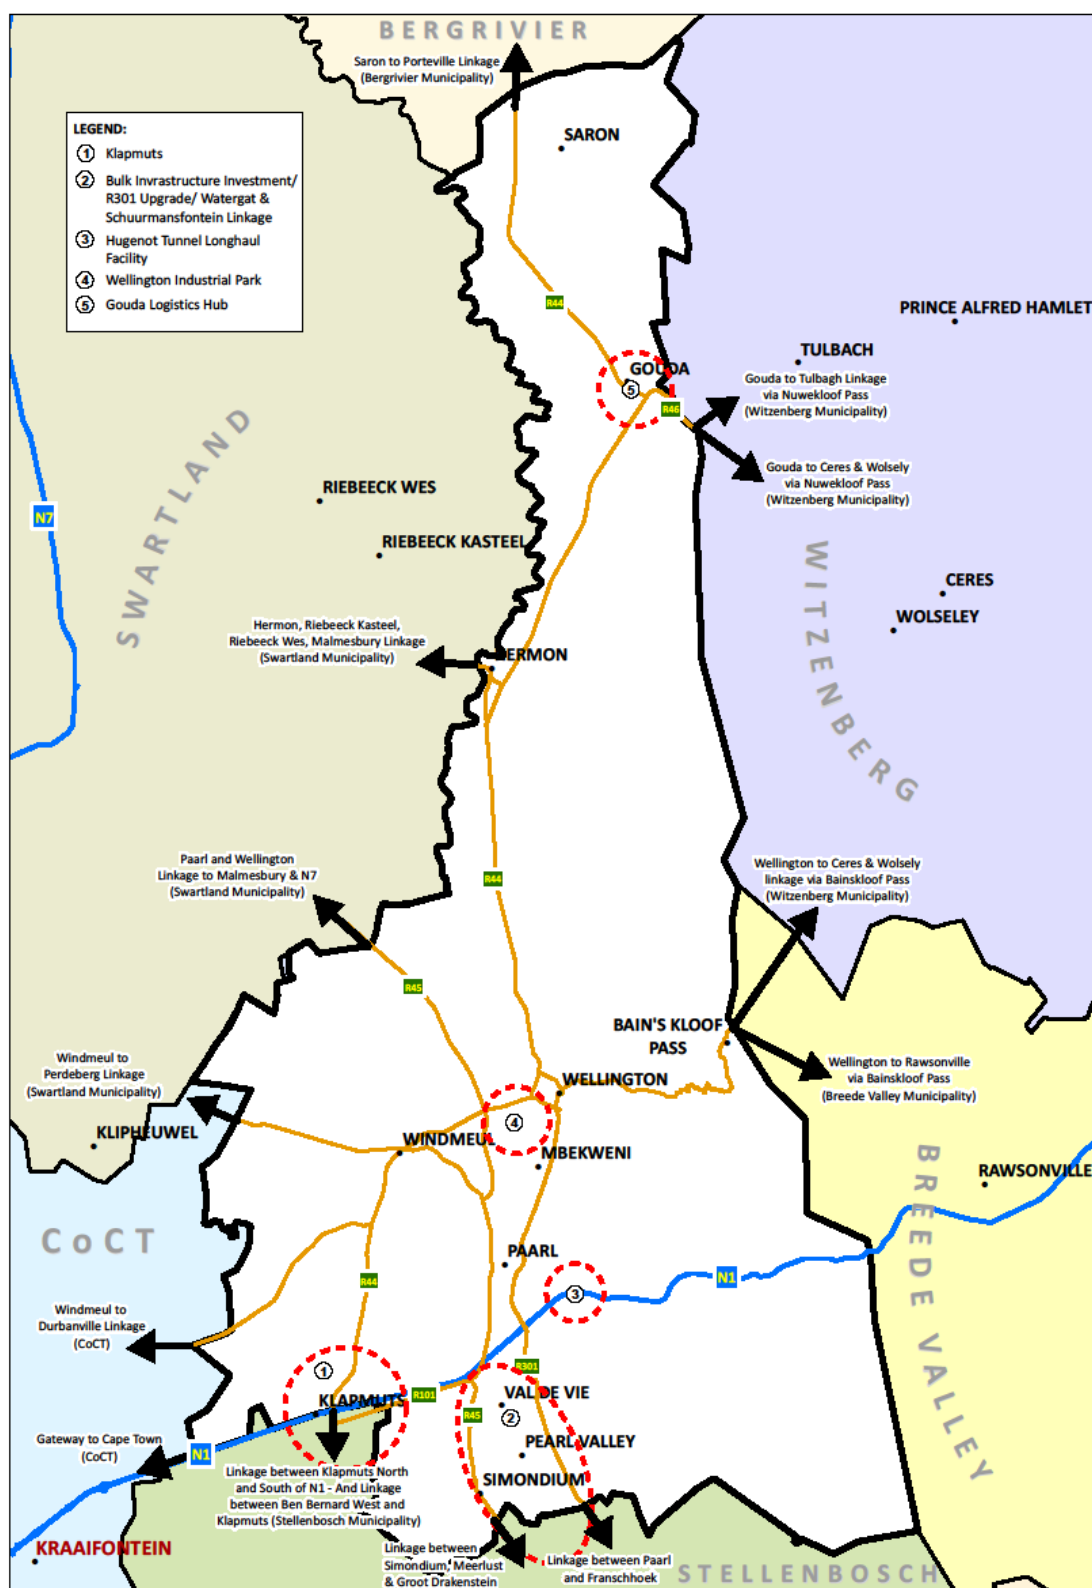 BERGRIVIER
Saron to Porteville Linkage
(Bergrivier Municipality)
LEGEND:
1 Klapmuts
2 Bulk Invrastructure Investment/
R301 Upgrade/ Watergat &
Schuurmansfontein Linkage
3 Hugenot Tunnel Longhaul
Facility
4 Wellington Industrial Park
5 Gouda Logistics Hub
SARON
R44
PRINCE ALFRED HAMLET
TULBACH
GOUDA
5
R46
Gouda to Tulbagh Linkage
via Nuwekloof Pass
(Witzenberg Municipality)
Gouda to Ceres & Wolsely
via Nuwekloof Pass
(Witzenberg Municipality)
SWARTLAND
N7
RIEBEECK WES
RIEBEECK KASTEEL
WITZENBERG
CERES
WOLSELEY
Hermon, Riebeeck Kasteel,
Riebeeck Wes, Malmesbury Linkage
(Swartland Municipality)
HERMON
Paarl and Wellington
Linkage to Malmesbury & N7
(Swartland Municipality)
R44
Wellington to Ceres & Wolsely
linkage via Bainskloof Pass
(Witzenberg Municipality)
R45
BAIN'S KLOOF
PASS
Windmeul to
Perdeberg Linkage
(Swartland Municipality)
Wellington to Rawsonville
via Bainskloof Pass
(Breede Valley Municipality)
WELLINGTON
4
KLIPHEUWEL
WINDMEUL
MBEKWENI
RAWSONVILLE
BREEDE VALLEY
CoCT
PAARL
R44
N1
3
Windmeul to
Durbanville Linkage
(CoCT)
1
R301
KLAPMUTS
R101
VAL DE VIE
R45
2
Gateway to Cape Town
(CoCT)
N1
PEARL VALLEY
Linkage between Klapmuts North
and South of N1 - And Linkage
between Ben Bernard West and
Klapmuts (Stellenbosch Municipality)
SIMONDIUM
KRAAIFONTEIN
Linkage between
Simondium, Meerlust
& Groot Drakenstein
Linkage between Paarl
and Franschhoek
STELLENBOSCH